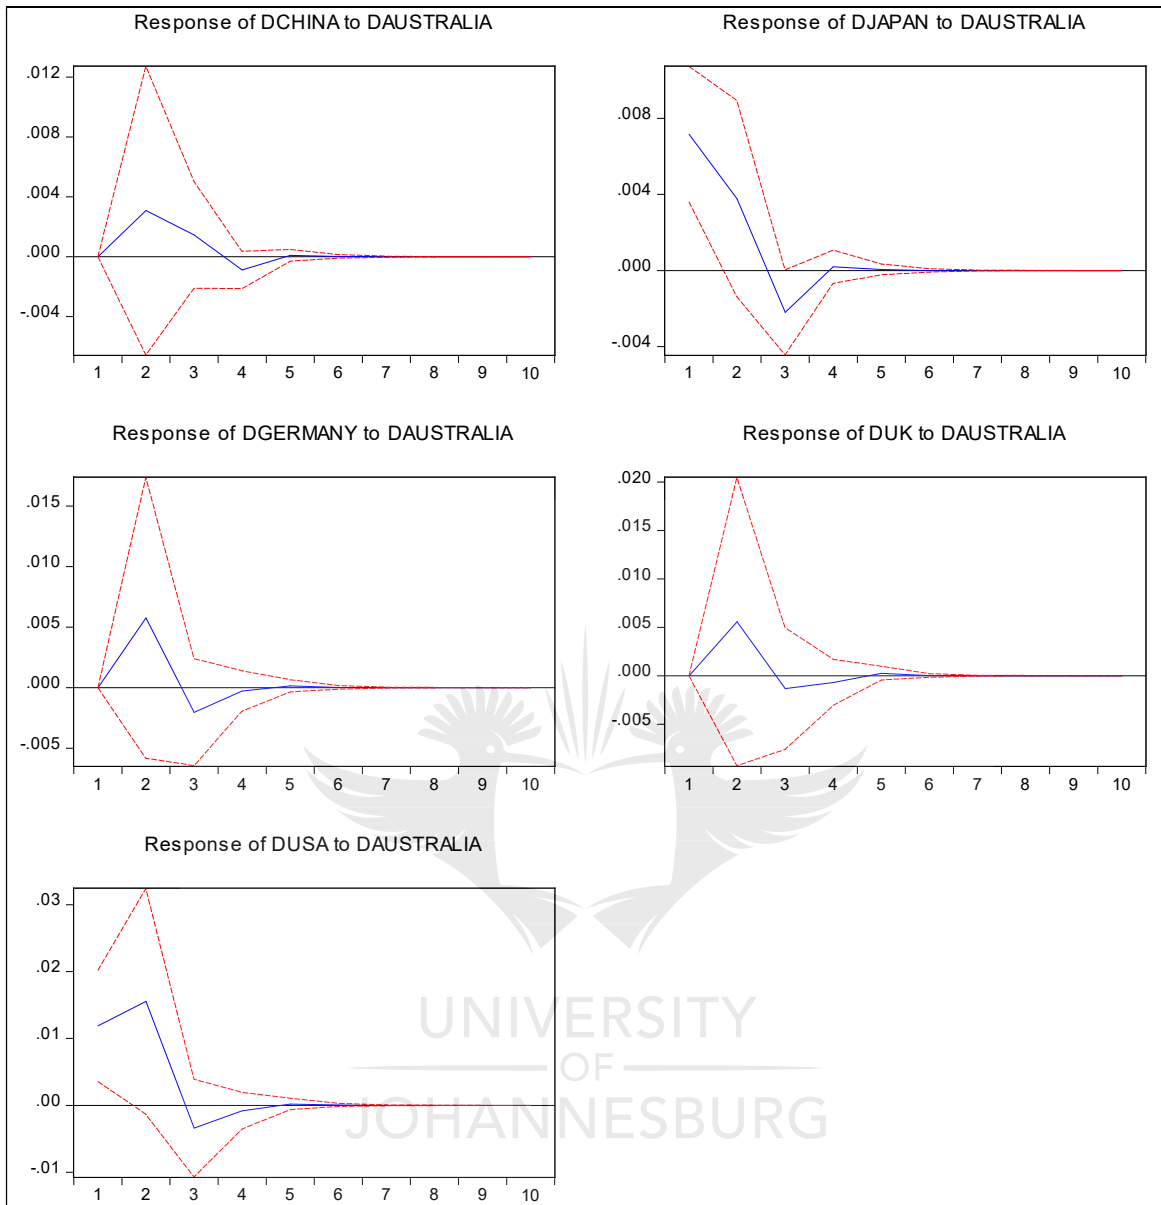 Response of DCHINA to DAUSTRALIA
.012
.008
.004
.000
-.004
1 2 3 4 5 6 7 8 9 10
Response of DJAPAN to DAUSTRALIA
.008
.004
.000
-.004
1 2 3 4 5 6 7 8 9 10
Response of DGERMANY to DAUSTRALIA
.015
.010
.005
.000
-.005
1 2 3 4 5 6 7 8 9 10
Response of DUK to DAUSTRALIA
.020
.015
.010
.005
.000
-.005
1 2 3 4 5 6 7 8 9 10
Response of DUSA to DAUSTRALIA
.03
.02
.01
.00
-.01
1 2 3 4 5 6 7 8 9 10
UNIVERSITY
OF
JOHANNESBURG